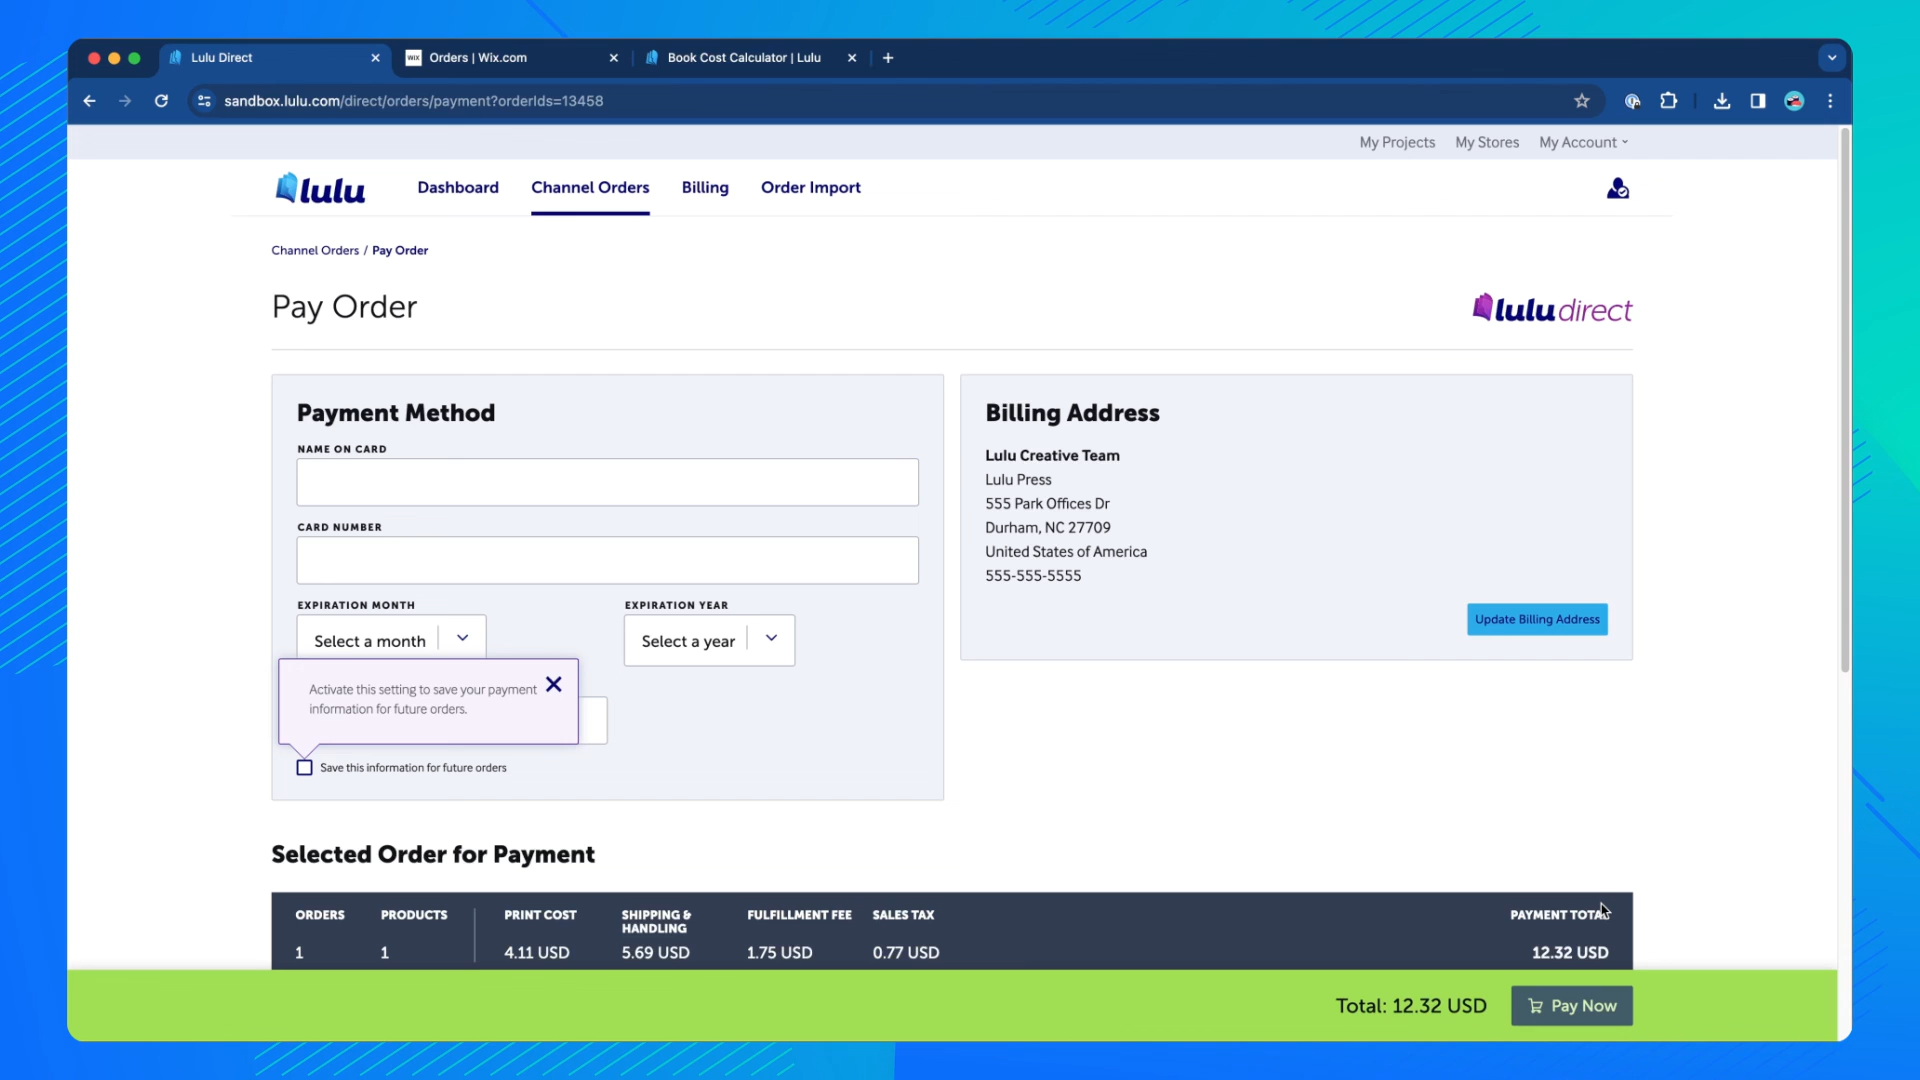 Lulu Direct
WIX Orders | Wix.com
Book Cost Calculator | Lulu
sandbox.lulu.com/direct/orders/payment?orderIds=13458
My Projects My Stores My Account
lulu Dashboard Channel Orders Billing Order Import
Channel Orders / Pay Order
Pay Order
lulu direct
Payment Method
NAME ON CARD
CARD NUMBER
EXPIRATION MONTH EXPIRATION YEAR
Select a month Select a year
Activate this setting to save your payment
information for future orders.
Save this information for future orders
Billing Address
Lulu Creative Team
Lulu Press
555 Park Offices Dr
Durham, NC 27709
United States of America
555-555-5555
Update Billing Address
Selected Order for Payment
ORDERS PRODUCTS PRINT COST SHIPPING & HANDLING FULFILLMENT FEE SALES TAX PAYMENT TOTAL
1 1 4.11 USD 5.69 USD 1.75 USD 0.77 USD 12.32 USD
Total: 12.32 USD Pay Now